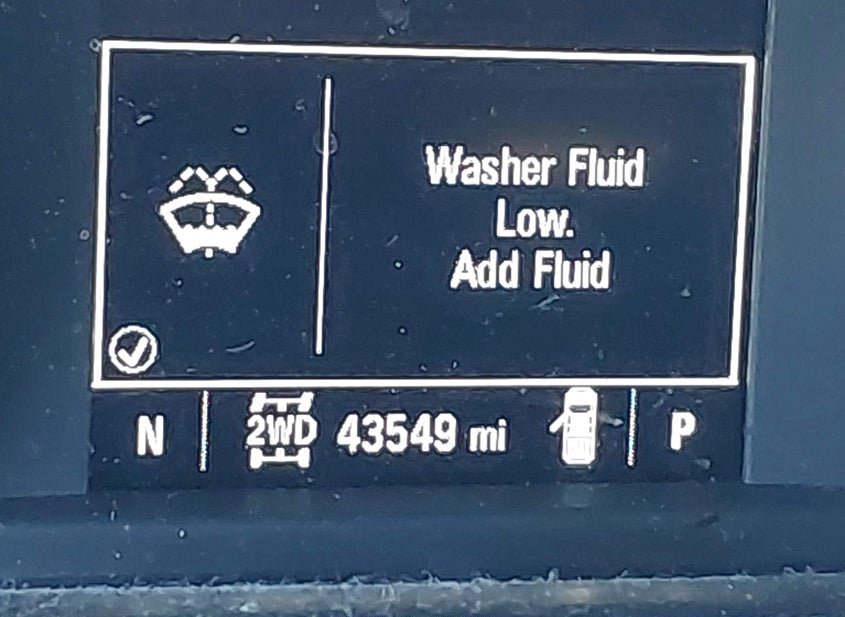 Washer Fluid
Low.
Add Fluid
N 2WD 43549 mi P